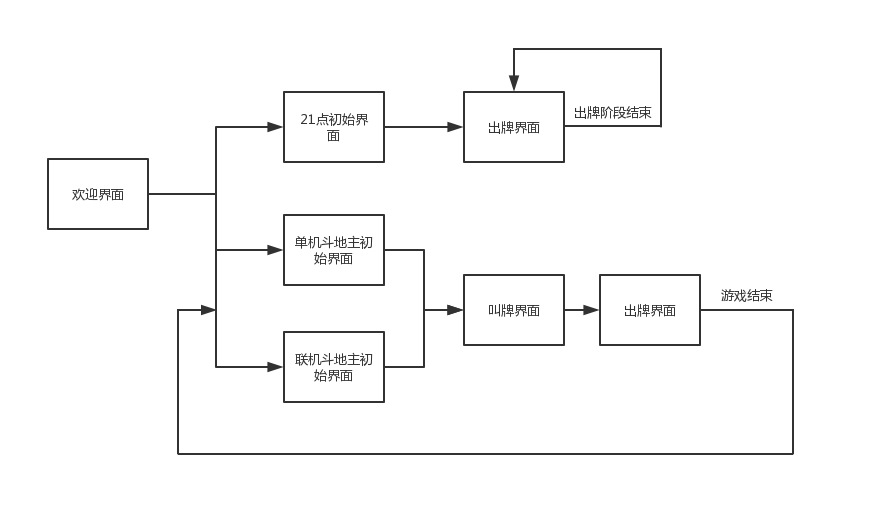 欢迎界面
21点初始界
面
出牌界面
出牌阶段结束
单机斗地主初
始界面
联机斗地主初
始界面
叫牌界面
出牌界面
游戏结束